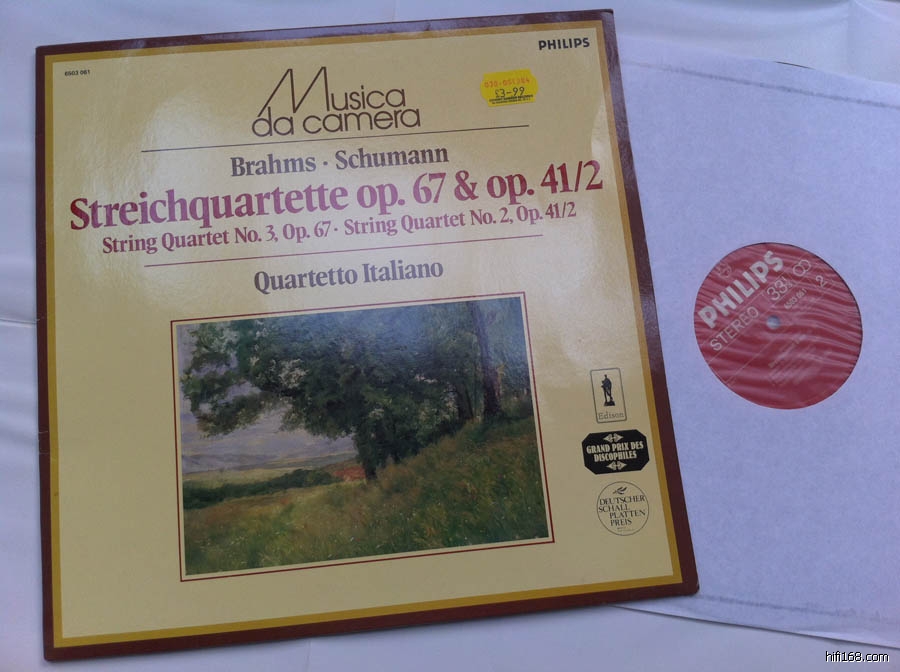 6503 061
PHILIPS
Musica
da camera
£3-99
Brahms · Schumann
Streichquartette op. 67 & op. 41/2
String Quartet No. 3, Op. 67 · String Quartet No. 2, Op. 41/2
Quartetto Italiano
Edison
GRAND PRIX DES
DISCOPHILES
DEUTSCHER
SCHALL
PLATTEN
PREIS
PHILIPS
STEREO
33⅓
2
hifi168.com